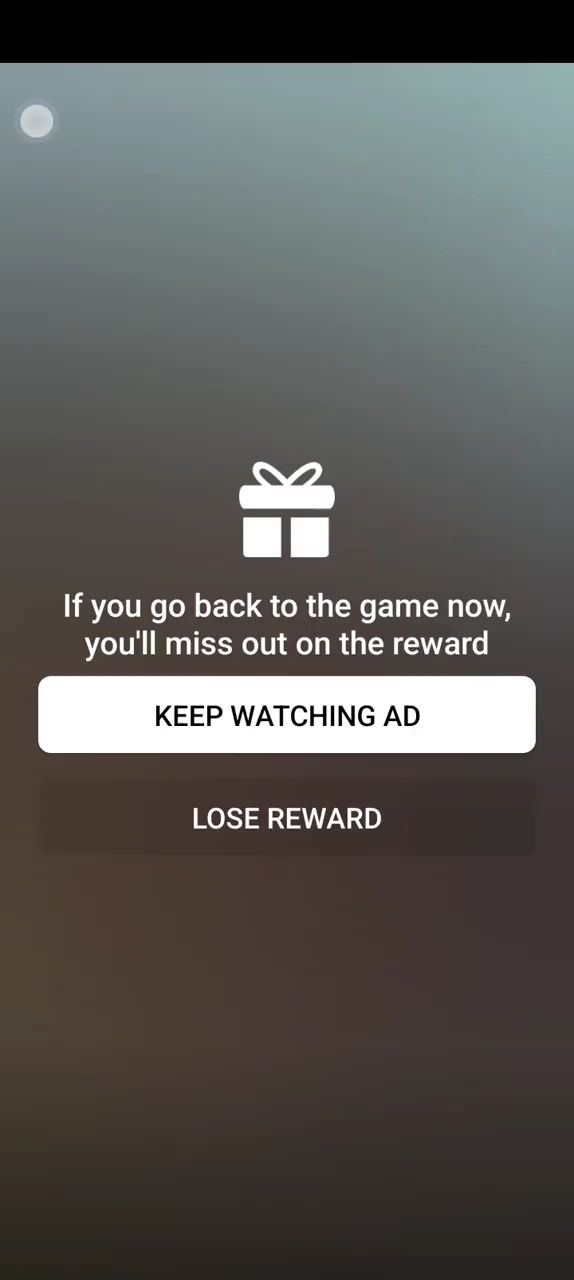 If you go back to the game now,
you'll miss out on the reward
KEEP WATCHING AD
LOSE REWARD